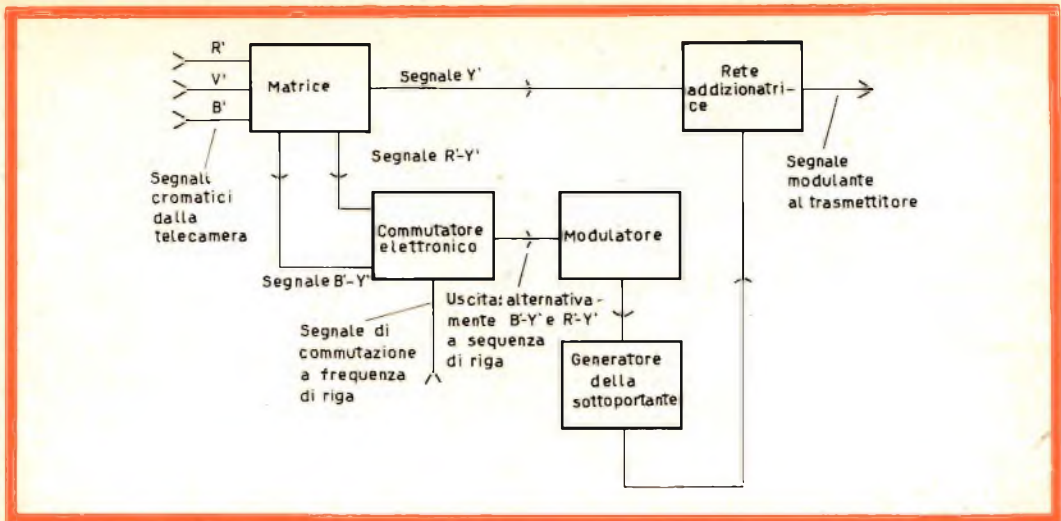 R'
V'
B'
Matrice
Segnale Y'
Rete
addizionatri-
ce
Segnali
cromatici
dalla
telecamera
Segnale R'-Y'
Segnale
modulante
al trasmettitore
Commutatore
elettronico
Modulatore
Segnale B'-Y'
Segnale di
commutazione
a frequenza
di riga
Uscita: alternativa-
mente B'-Y' e R'-Y'
a sequenza
di riga
Generatore
della
sottoportante